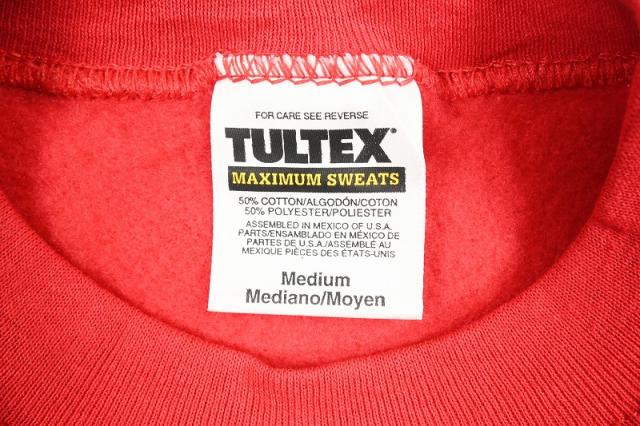 FOR CARE SEE REVERSE
TULTEX®
MAXIMUM SWEATS
50% COTTON/ALGODÓN/COTON
50% POLYESTER/POLIESTER
ASSEMBLED IN MEXICO OF U.S.A.
PARTS/ENSAMBLADO EN MÉXICO DE
PARTES DE U.S.A./ASSEMBLÉ AU
MEXIQUE PIÈCES DES ÉTATS-UNIS
Medium
Mediano/Moyen